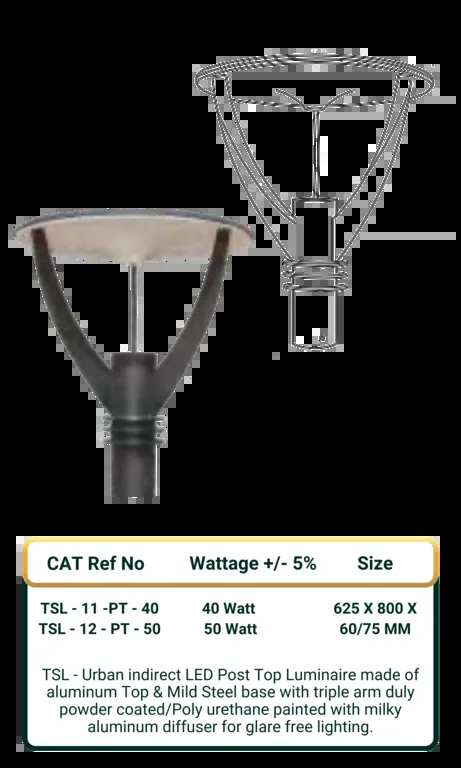 CAT Ref No Wattage +/- 5% Size
TSL - 11 -PT - 40 40 Watt 625 X 800 X
TSL - 12 - PT - 50 50 Watt 60/75 MM
TSL - Urban indirect LED Post Top Luminaire made of
aluminum Top & Mild Steel base with triple arm duly
powder coated/Poly urethane painted with milky
aluminum diffuser for glare free lighting.